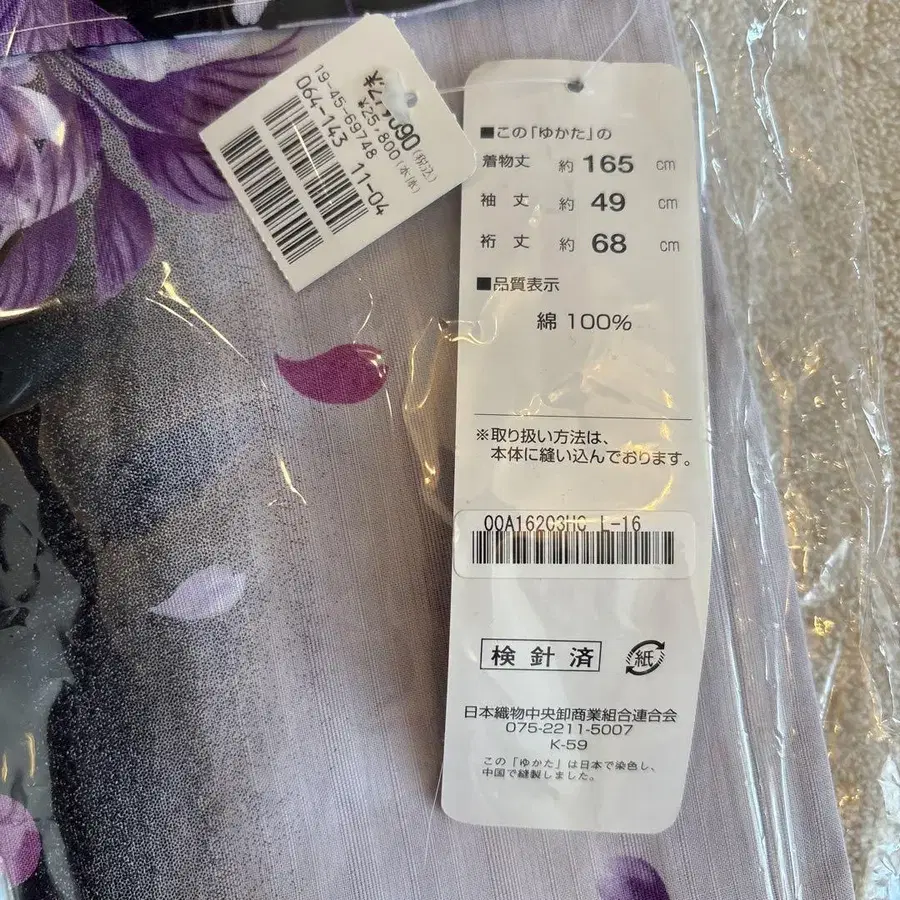 19-45-69748
¥25,800(本体)
(税込)
064-143 11-04
■この「ゆかた」の
着物丈 約 165 cm
袖丈 約 49 cm
裄丈 約 68 cm
■品質表示
綿 100%
※取り扱い方法は、
本体に縫い込んでおります。
00A16203HC L-16
検針済
紙
日本織物中央卸商業組合連合会
075-2211-5007
K-59
この「ゆかた」は日本で染色し、
中国で縫製しました。